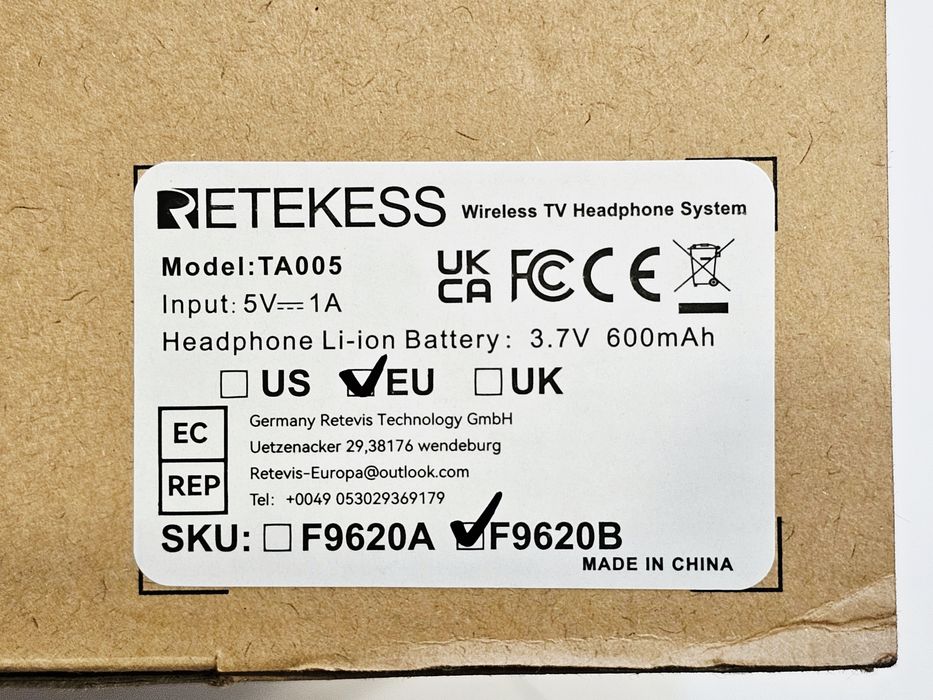 RETEKESS Wireless TV Headphone System
Model:TA005
UK
CA FC CE
Input: 5V⎓1A
Headphone Li-ion Battery: 3.7V 600mAh
US EU UK
EC
REP
Germany Retevis Technology GmbH
Uetzenacker 29,38176 wendeburg
Retevis-Europa@outlook.com
Tel: +0049 053029369179
SKU: F9620A F9620B
MADE IN CHINA